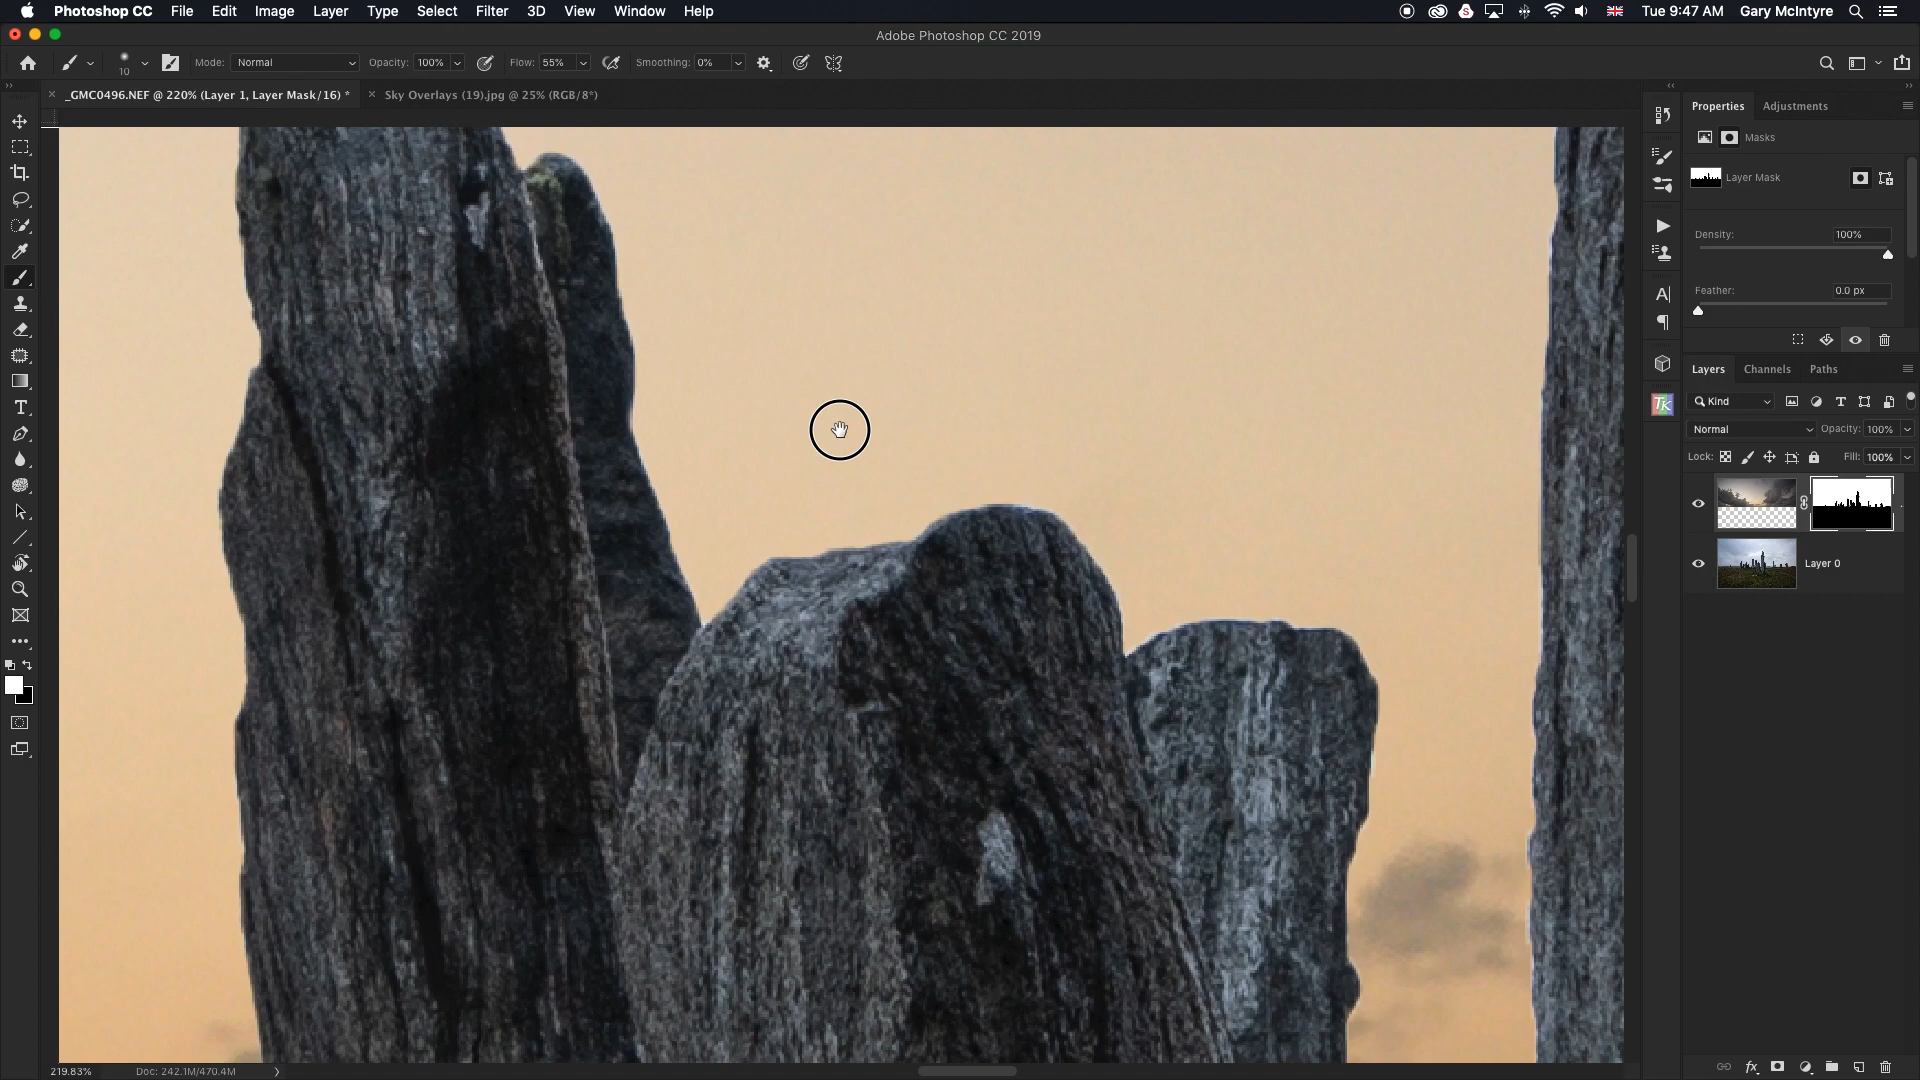 Photoshop CC File Edit Image Layer Type Select Filter 3D View Window Help Tue 9:47 AM Gary McIntyre
Adobe Photoshop CC 2019
10 Mode: Normal Opacity: 100% Flow: 55% Smoothing: 0%
_GMC0496.NEF @ 220% (Layer 1, Layer Mask/16) * Sky Overlays (19).jpg @ 25% (RGB/8*)
Properties Adjustments
Masks
Layer Mask
Density: 100%
Feather: 0.0 px
Layers Channels Paths
Kind
Normal Opacity: 100%
Lock: Fill: 100%
Layer 0
219.83% Doc: 242.1M/470.4M